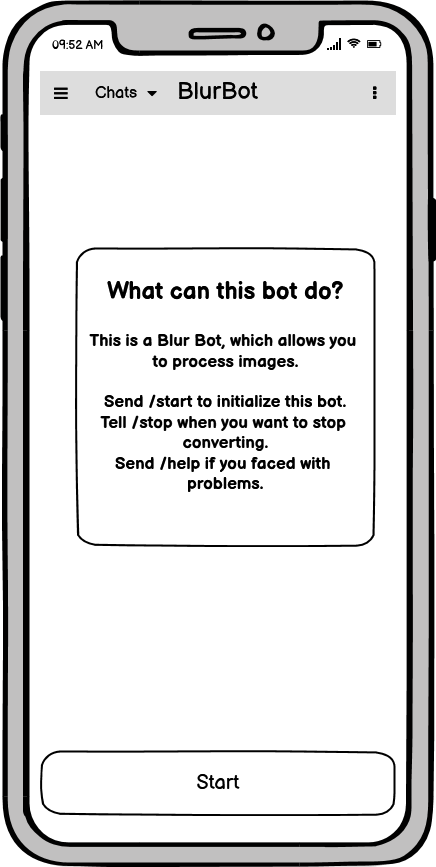 09:52 AM
Chats BlurBot
What can this bot do?
This is a Blur Bot, which allows you
to process images.
Send /start to initialize this bot.
Tell /stop when you want to stop
converting.
Send /help if you faced with
problems.
Start